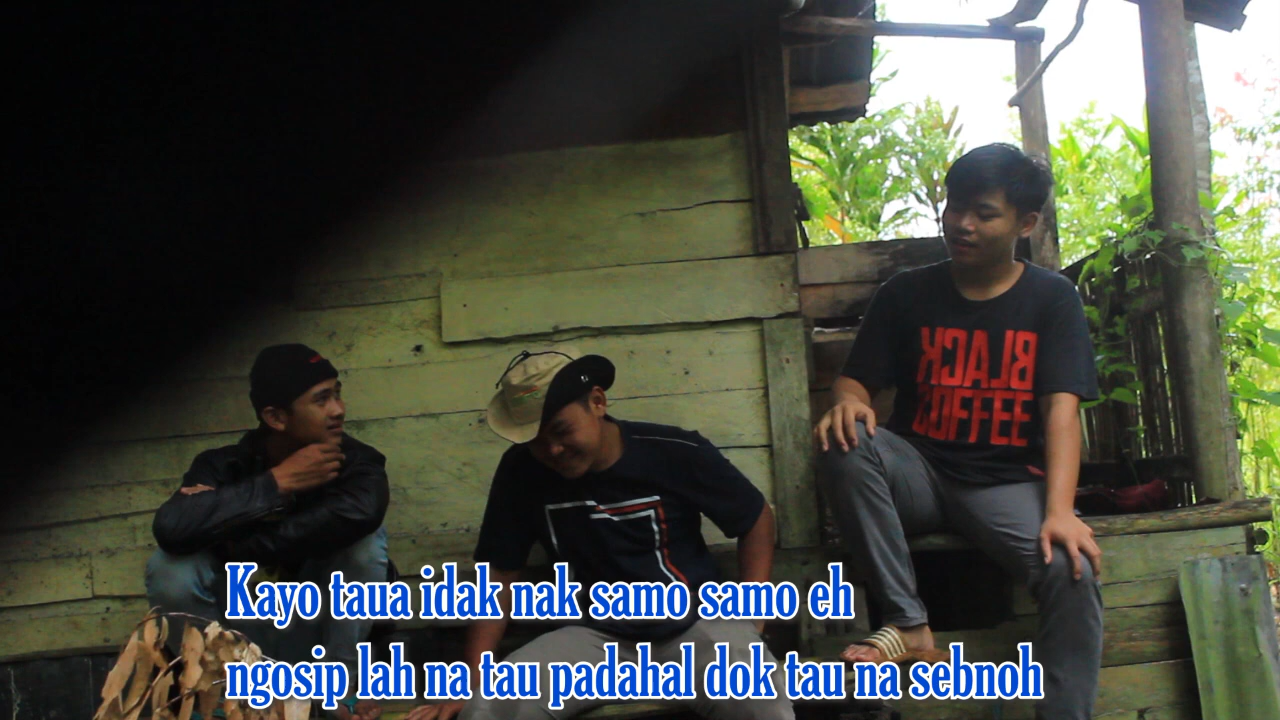 BLACK
COFFEE
Kayo taua idak nak samo samo eh
ngosip lah na tau padahal dok tau na sebnoh